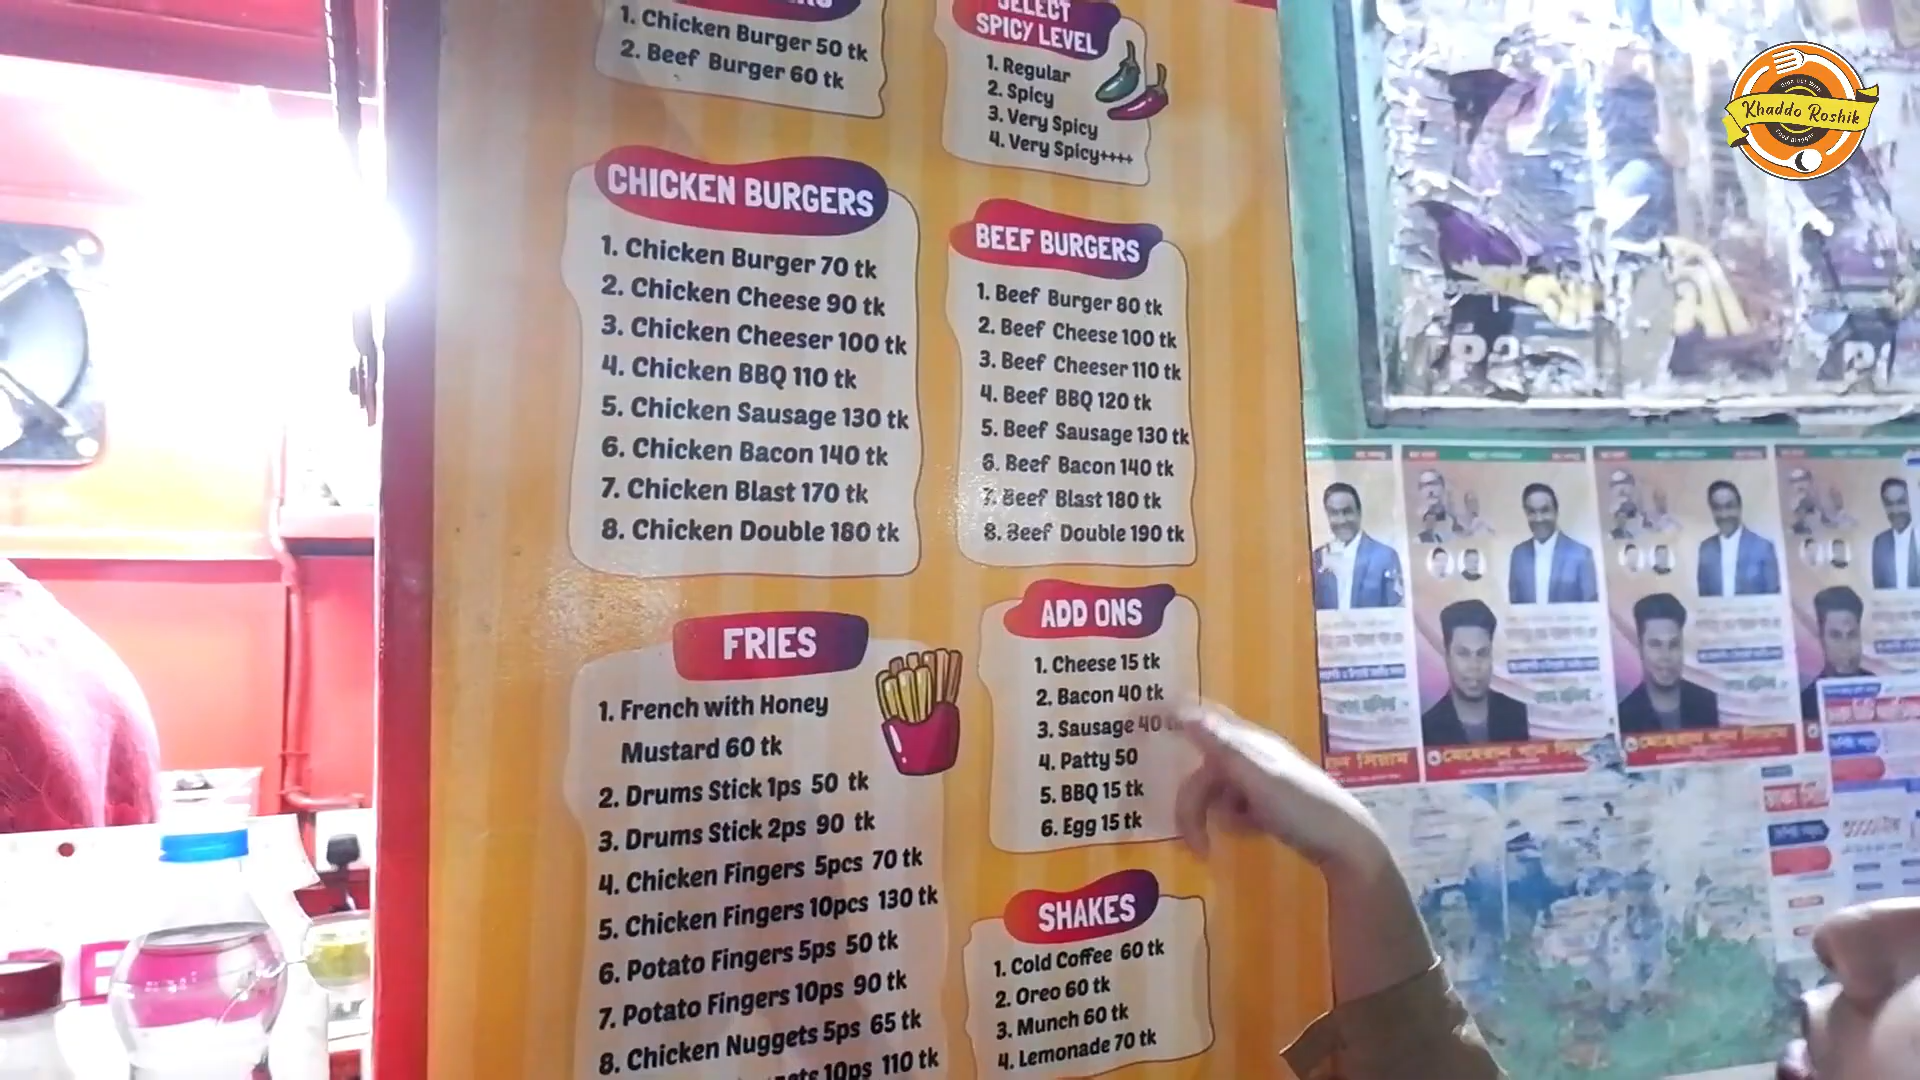 1. Chicken Burger 50 tk
2. Beef Burger 60 tk
SELECT
SPICY LEVEL
1. Regular
2. Spicy
3. Very Spicy
4. Very Spicy++++
CHICKEN BURGERS
1. Chicken Burger 70 tk
2. Chicken Cheese 90 tk
3. Chicken Cheeser 100 tk
4. Chicken BBQ 110 tk
5. Chicken Sausage 130 tk
6. Chicken Bacon 140 tk
7. Chicken Blast 170 tk
8. Chicken Double 180 tk
BEEF BURGERS
1. Beef Burger 80 tk
2. Beef Cheese 100 tk
3. Beef Cheeser 110 tk
4. Beef BBQ 120 tk
5. Beef Sausage 130 tk
6. Beef Bacon 140 tk
7. Beef Blast 180 tk
8. Beef Double 190 tk
FRIES
1. French with Honey
Mustard 60 tk
2. Drums Stick 1ps 50 tk
3. Drums Stick 2ps 90 tk
4. Chicken Fingers 5pcs 70 tk
5. Chicken Fingers 10pcs 130 tk
6. Potato Fingers 5ps 50 tk
7. Potato Fingers 10ps 90 tk
8. Chicken Nuggets 5ps 65 tk
10ps 110 tk
ADD ONS
1. Cheese 15 tk
2. Bacon 40 tk
3. Sausage 40
4. Patty 50
5. BBQ 15 tk
6. Egg 15 tk
SHAKES
1. Cold Coffee 60 tk
2. Oreo 60 tk
3. Munch 60 tk
4. Lemonade 70 tk
Khaddo Roshik